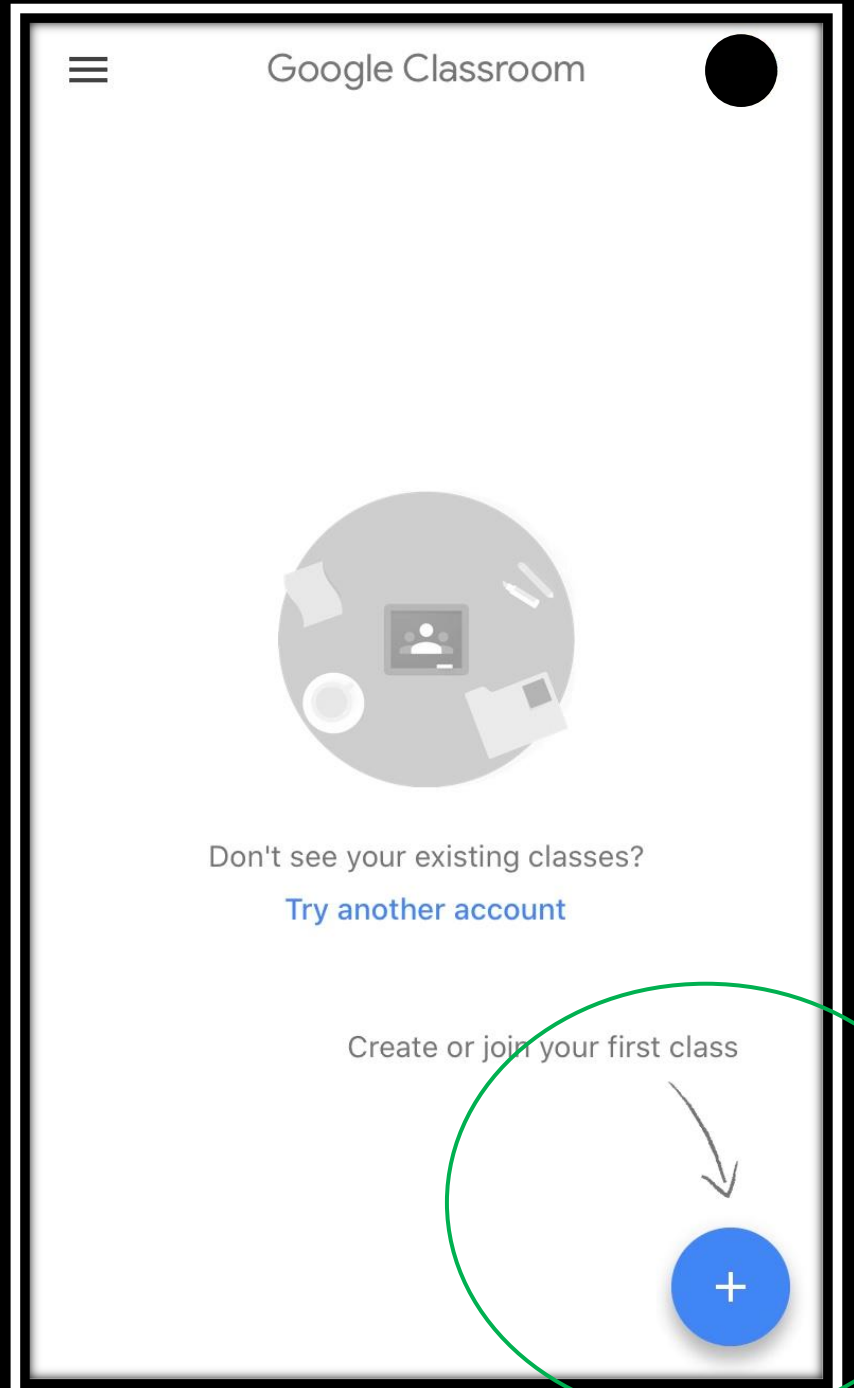 Google Classroom
Don't see your existing classes?
Try another account
Create or join your first class
+